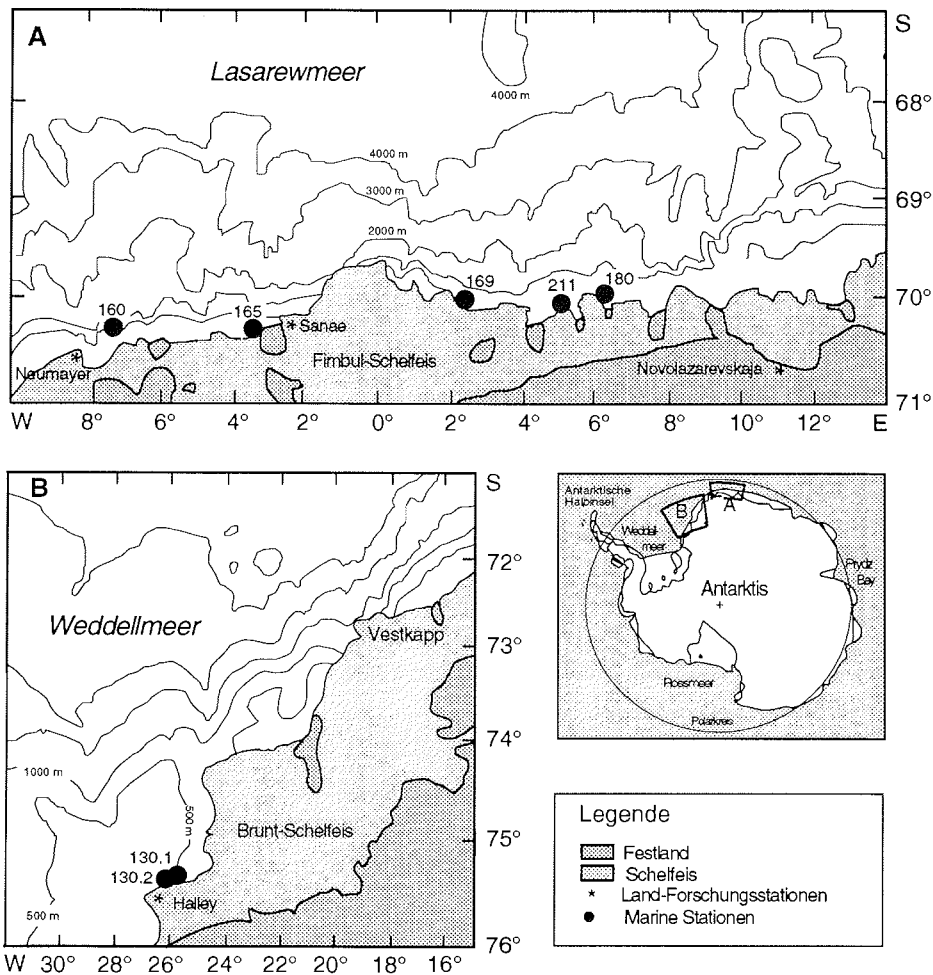 A
S
Lasarewmeer
4000 m
68°
4000 m
3000 m
69°
2000 m
169
180
211
160
165
70°
Sanae
Neumayer
Fimbul-Schelfeis
Novolazarevskaja
71°
W 8° 6° 4° 2° 0° 2° 4° 6° 8° 10° 12° E
B
S
72°
Weddellmeer
Vestkapp
73°
74°
1000 m
500 m
75°
Brunt-Schelfeis
130.1
130.2
Halley
500 m
76°
W 30° 28° 26° 24° 22° 20° 18° 16°
Antarktische
Halbinsel
B
A
Weddell
meer
Prydz
Bay
Antarktis
Rossmeer
Polarkreis
Legende
Festland
Schelfeis
Land-Forschungsstationen
Marine Stationen